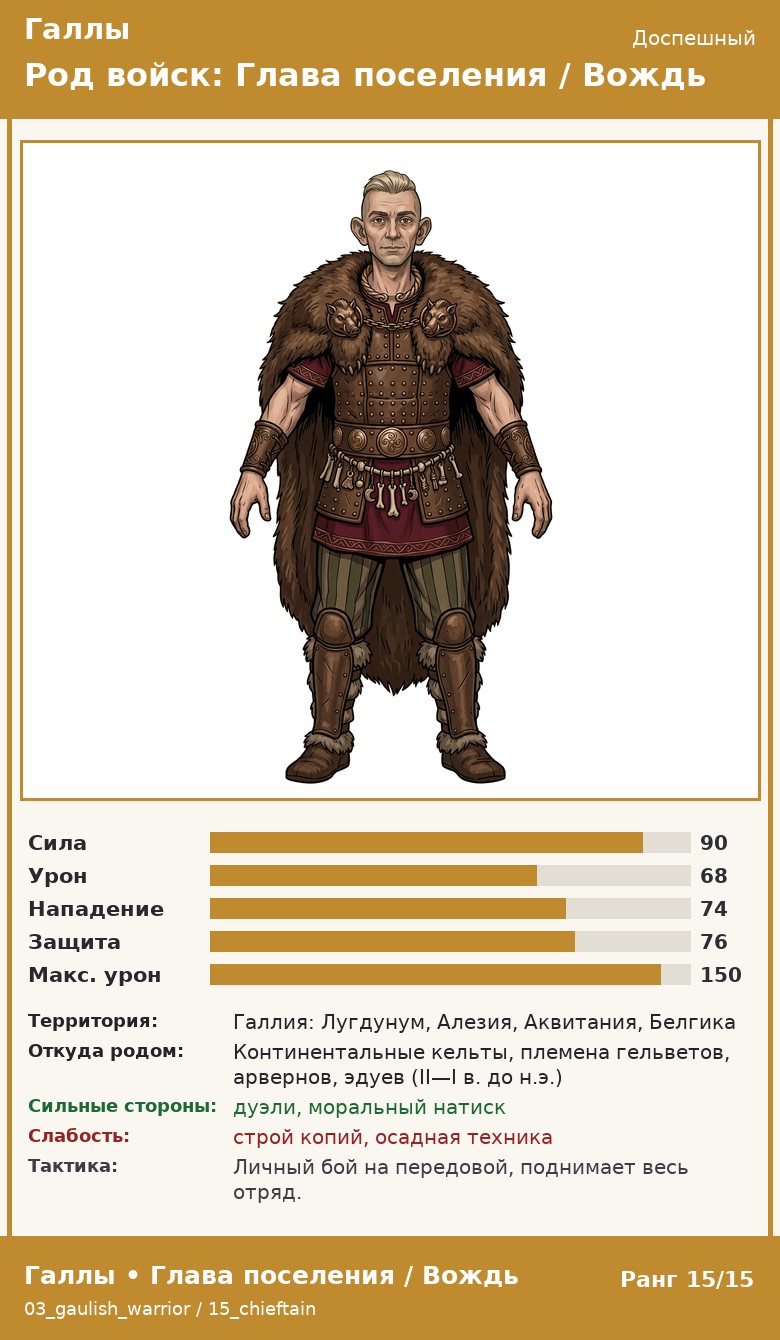 Галлы
Доспешный
Род войск: Глава поселения / Вождь
Сила 90
Урон 68
Нападение 74
Защита 76
Макс. урон 150
Территория: Галлия: Лугдунум, Алезия, Аквитания, Белгика
Откуда родом: Континентальные кельты, племена гельветов,
арвернов, эдуев (II—I в. до н.э.)
Сильные стороны: дуэли, моральный натиск
Слабость: строй копий, осадная техника
Тактика: Личный бой на передовой, поднимает весь
отряд.
Галлы • Глава поселения / Вождь
Ранг 15/15
03_gaulish_warrior / 15_chieftain